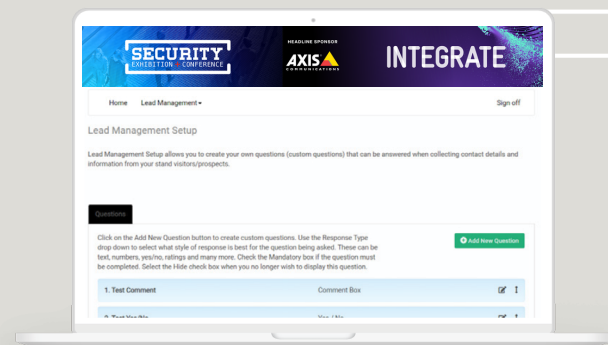 SECURITY
EXHIBITION & CONFERENCE
HEADLINE SPONSOR
AXIS
COMMUNICATIONS
INTEGRATE
Home Lead Management Sign off
Lead Management Setup
Lead Management Setup allows you to create your own questions (custom questions) that can be answered when collecting contact details and
information from your stand visitors/prospects.
Questions
Click on the Add New Question button to create custom questions. Use the Response Type
drop down to select what style of response is best for the question being asked. These can be
text, numbers, yes/no, ratings and many more. Check the Mandatory box if the question must
be completed. Select the Hide check box when you no longer wish to display this question.
Add New Question
1. Test Comment Comment Box
2. Test Yes/No Yes / No